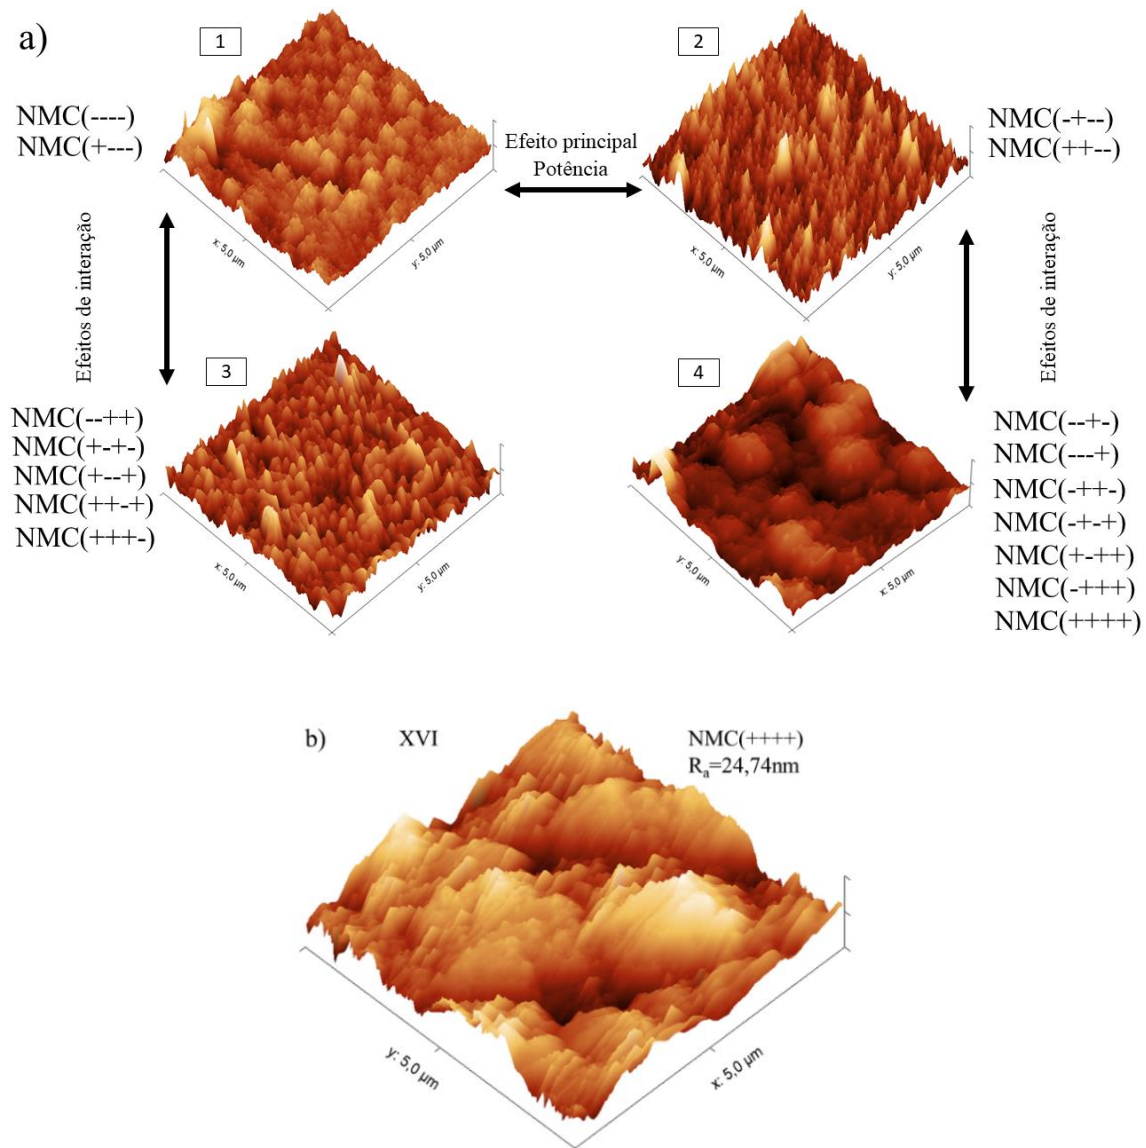 a)
1
NMC(----)
NMC(+---)
x: 5,0 µm
y: 5,0 µm
Efeito principal
Potência
2
NMC(-+--)
NMC(++--)
x: 5,0 µm
y: 5,0 µm
Efeitos de interação
Efeitos de interação
3
NMC(--++)
NMC(+-+-)
NMC(+--+)
NMC(++-+)
NMC(+++-)
x: 5,0 µm
y: 5,0 µm
4
NMC(--+-)
NMC(---+)
NMC(-++-)
NMC(-+-+)
NMC(+-++)
NMC(-+++)
NMC(++++)
y: 5,0 µm
x: 5,0 µm
b)
XVI
NMC(++++)
Ra=24,74nm
y: 5,0 µm
x: 5,0 µm